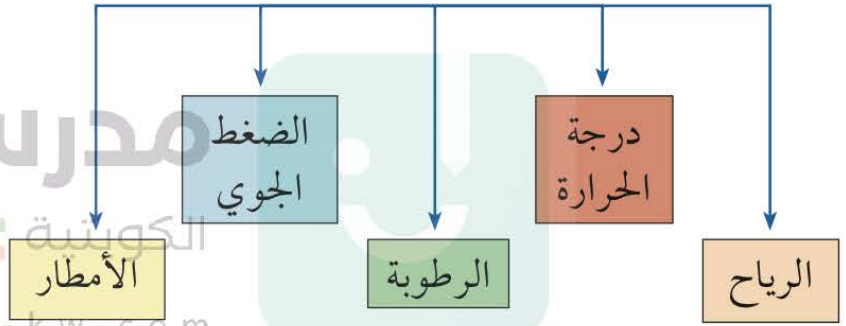 درجة
الحرارة
الضغط
الجوي
الرياح
الرطوبة
الأمطار
الكويتية
k w . c o m